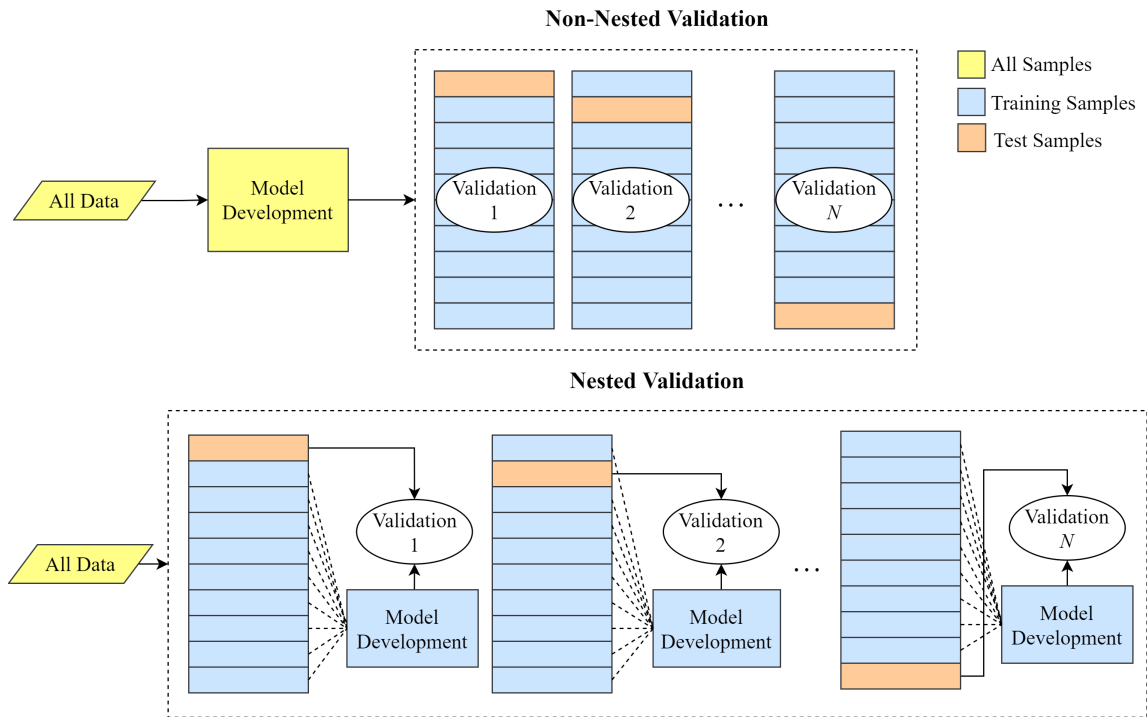 Non-Nested Validation
All Samples
Training Samples
Test Samples
All Data
Model
Development
Validation
1
Validation
2
...
Validation
N
Nested Validation
All Data
Validation
1
Model
Development
Validation
2
Model
Development
...
Validation
N
Model
Development